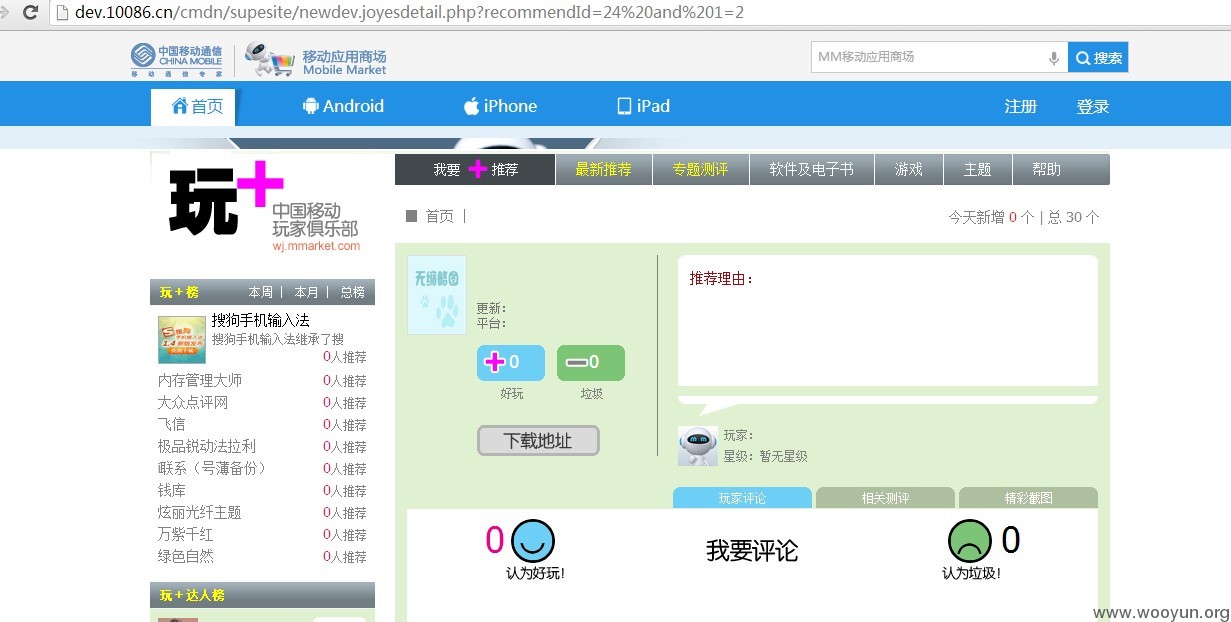 dev.10086.cn/cmdn/supesite/newdev.joyesdetail.php?recommendId=24%20and%201=2
中国移动通信
CHINA MOBILE
移动通信专家
移动应用商场
Mobile Market
MM移动应用商场
搜索
首页
Android
iPhone
iPad
注册
登录
玩+
中国移动
玩家俱乐部
wj.mmarket.com
我要+推荐
最新推荐
专题测评
软件及电子书
游戏
主题
帮助
首页 |
今天新增 0 个 | 总 30 个
玩+榜
本周 | 本月 | 总榜
搜狗手机输入法
搜狗手机输入法继承了搜
0人推荐
内存管理大师 0人推荐
大众点评网 0人推荐
飞信 0人推荐
极品锐动法拉利 0人推荐
i联系（号薄备份） 0人推荐
钱库 0人推荐
炫丽光纤主题 0人推荐
万紫千红 0人推荐
绿色自然 0人推荐
玩+达人榜
无缩略图
更新：
平台：
+0
-0
好玩
垃圾
下载地址
推荐理由：
玩家：
星级：暂无星级
玩家评论
相关测评
精彩截图
0
认为好玩!
我要评论
0
认为垃圾!
www.wooyun.org